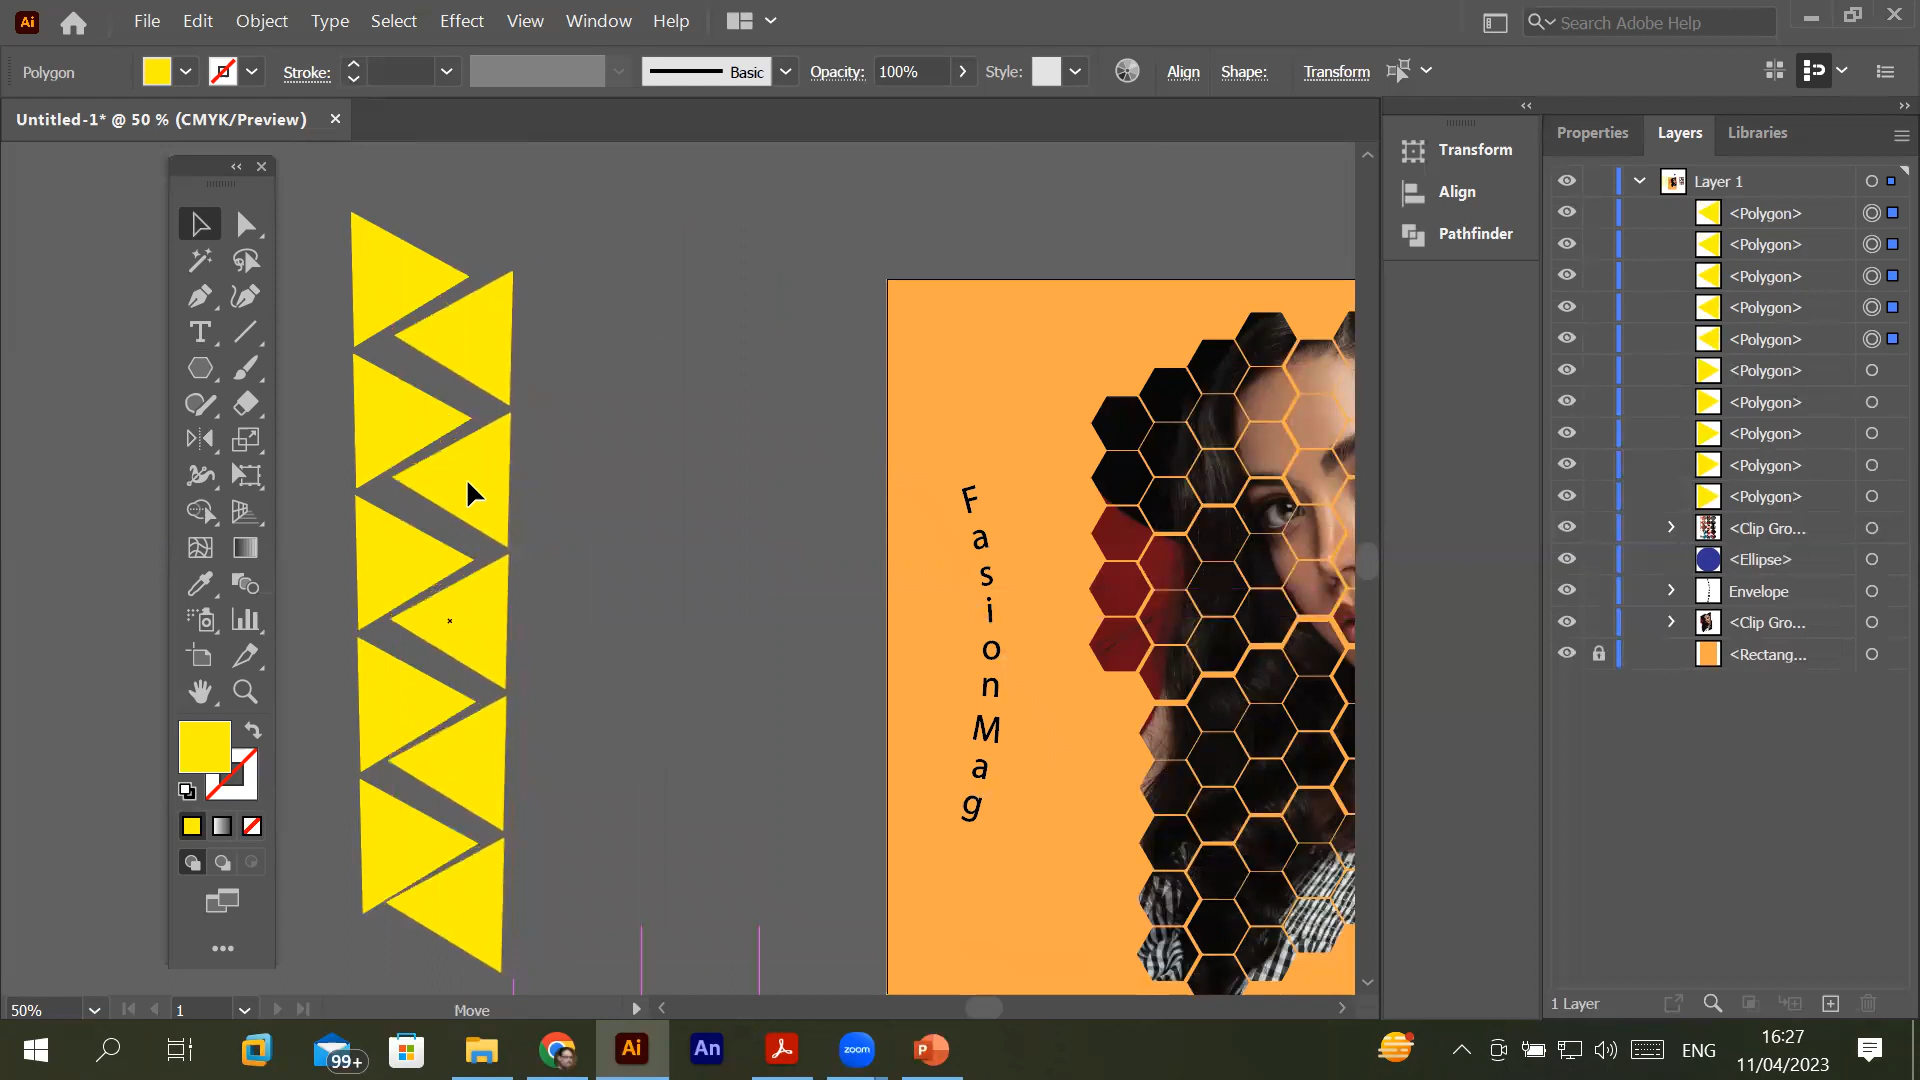 Ai File Edit Object Type Select Effect View Window Help Search Adobe Help
Polygon Stroke: Basic Opacity: 100% Style: Align Shape: Transform
Untitled-1* @ 50 % (CMYK/Preview)
Properties Layers Libraries
Transform
Align
Pathfinder
Layer 1
<Polygon>
<Polygon>
<Polygon>
<Polygon>
<Polygon>
<Polygon>
<Polygon>
<Polygon>
<Polygon>
<Polygon>
<Clip Gro...
<Ellipse>
Envelope
<Clip Gro...
<Rectang...
F
a
s
i
o
n
M
a
g
50% 1 Move
1 Layer
99+ Ai An zoom P ENG
16:27
11/04/2023